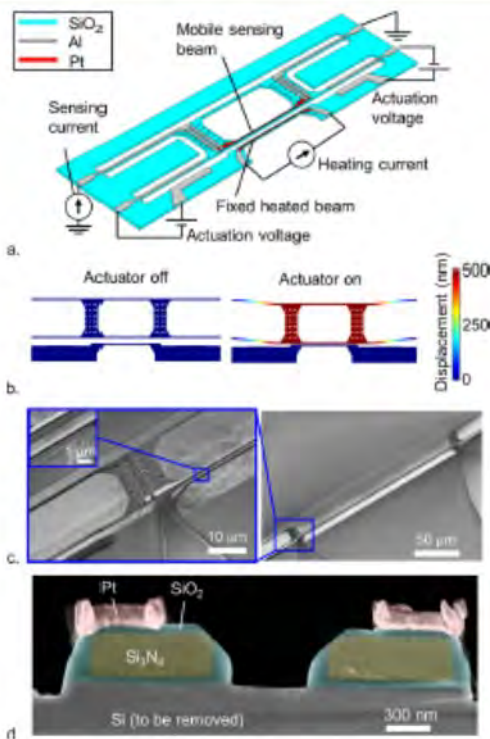 SiO₂
Al
Pt
Mobile sensing
beam
Sensing
current
Actuation
voltage
Heating current
Fixed heated beam
Actuation voltage
a.
Actuator off
Actuator on
Displacement (nm)
5000
2500
0
b.
1 µm
10 µm
50 µm
c.
Pt
SiO₂
Si₃N₄
Si (to be removed)
300 nm
d